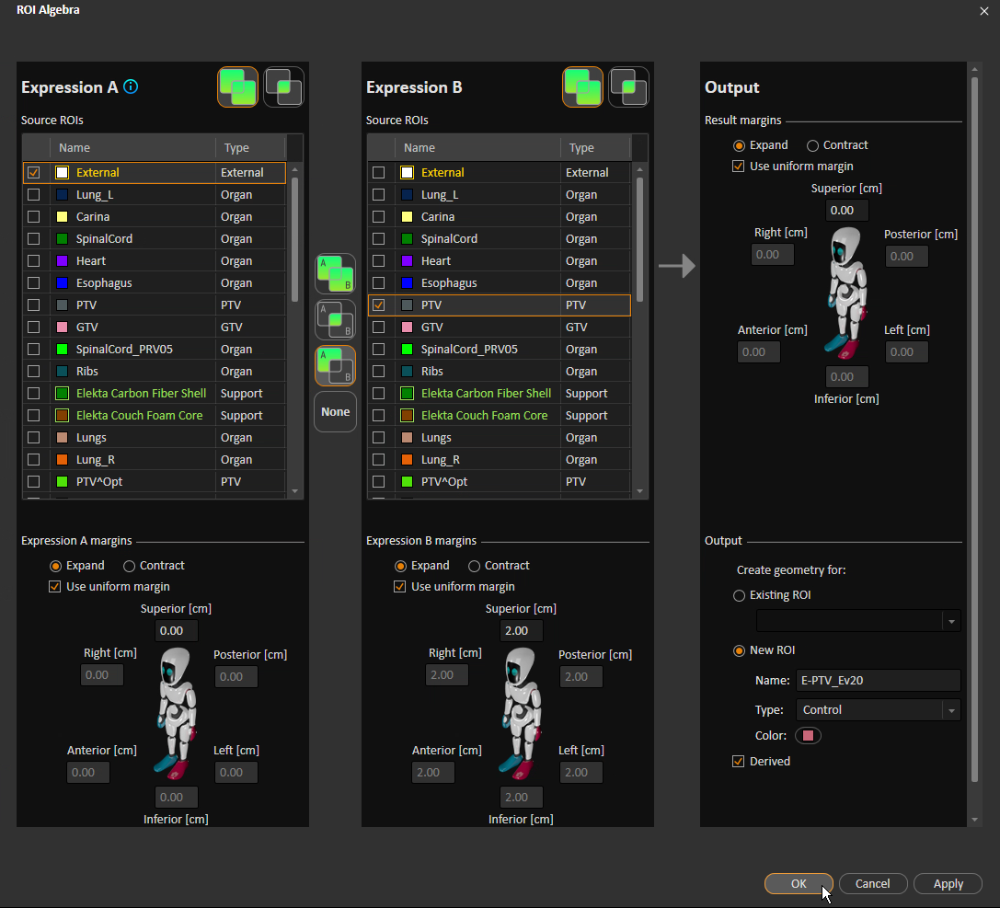 ROI Algebra
Expression A
Source ROIs
Name Type
External External
Lung_L Organ
Carina Organ
SpinalCord Organ
Heart Organ
Esophagus Organ
PTV PTV
GTV GTV
SpinalCord_PRV05 Organ
Ribs Organ
Elekta Carbon Fiber Shell Support
Elekta Couch Foam Core Support
Lungs Organ
Lung_R Organ
PTV^Opt PTV
Expression A margins
Expand Contract
Use uniform margin
Superior [cm]
0.00
Right [cm] Posterior [cm]
0.00 0.00
Anterior [cm] Left [cm]
0.00 0.00
0.00
Inferior [cm]
A
B
A
B
A
B
None
Expression B
Source ROIs
Name Type
External External
Lung_L Organ
Carina Organ
SpinalCord Organ
Heart Organ
Esophagus Organ
PTV PTV
GTV GTV
SpinalCord_PRV05 Organ
Ribs Organ
Elekta Carbon Fiber Shell Support
Elekta Couch Foam Core Support
Lungs Organ
Lung_R Organ
PTV^Opt PTV
Expression B margins
Expand Contract
Use uniform margin
Superior [cm]
2.00
Right [cm] Posterior [cm]
2.00 2.00
Anterior [cm] Left [cm]
2.00 2.00
2.00
Inferior [cm]
Output
Result margins
Expand Contract
Use uniform margin
Superior [cm]
0.00
Right [cm] Posterior [cm]
0.00 0.00
Anterior [cm] Left [cm]
0.00 0.00
0.00
Inferior [cm]
Output
Create geometry for:
Existing ROI
New ROI
Name: E-PTV_Ev20
Type: Control
Color:
Derived
OK Cancel Apply